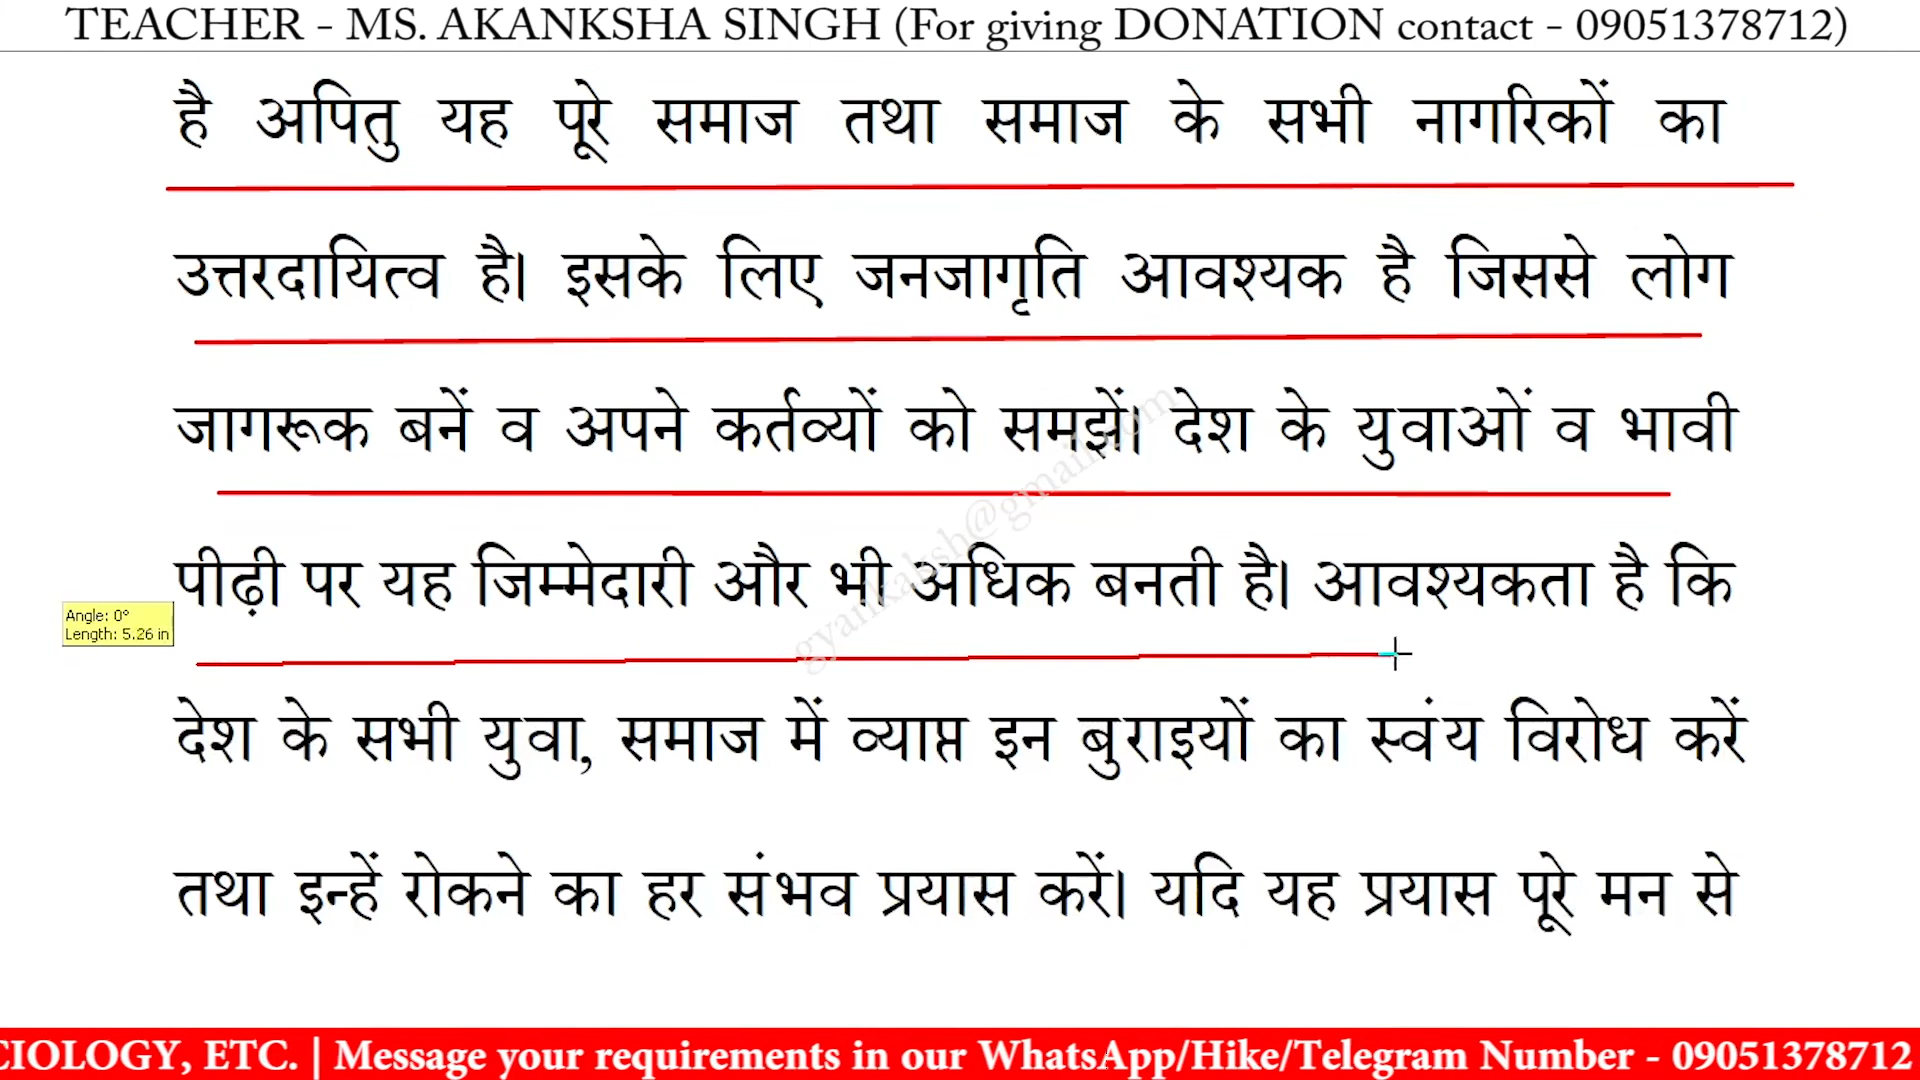 TEACHER - MS. AKANKSHA SINGH (For giving DONATION contact - 09051378712)
है अपितु यह पूरे समाज तथा समाज के सभी नागरिकों का
उत्तरदायित्व है। इसके लिए जनजागृति आवश्यक है जिससे लोग
जागरूक बनें व अपने कर्तव्यों को समझें। देश के युवाओं व भावी
पीढ़ी पर यह जिम्मेदारी और भी अधिक बनती है। आवश्यकता है कि
Angle: 0°
Length: 5.26 in
gyankaksh@gmail.com
देश के सभी युवा, समाज में व्याप्त इन बुराइयों का स्वंय विरोध करें
तथा इन्हें रोकने का हर संभव प्रयास करें। यदि यह प्रयास पूरे मन से
CIOLOGY, ETC. | Message your requirements in our WhatsApp/Hike/Telegram Number - 09051378712